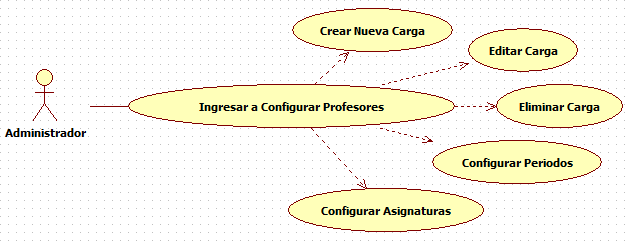 Crear Nueva Carga
Editar Carga
Ingresar a Configurar Profesores
Eliminar Carga
Administrador
Configurar Periodos
Configurar Asignaturas